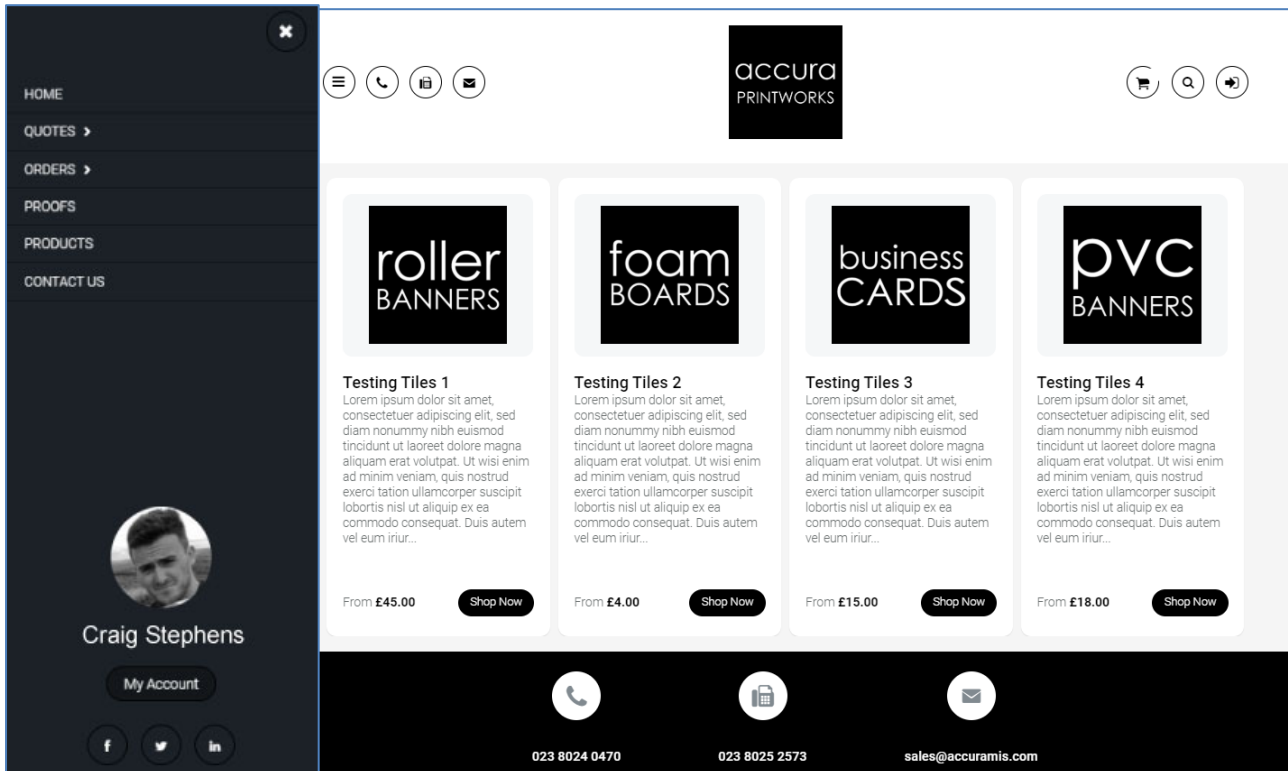 HOME
QUOTES
ORDERS
PROOFS
PRODUCTS
CONTACT US
Craig Stephens
My Account
accura
PRINTWORKS
roller
BANNERS
Testing Tiles 1
Lorem ipsum dolor sit amet,
consectetuer adipiscing elit, sed
diam nonummy nibh euismod
tincidunt ut laoreet dolore magna
aliquam erat volutpat. Ut wisi enim
ad minim veniam, quis nostrud
exerci tation ullamcorper suscipit
lobortis nisl ut aliquip ex ea
commodo consequat. Duis autem
vel eum iriur...
From £45.00
Shop Now
foam
BOARDS
Testing Tiles 2
Lorem ipsum dolor sit amet,
consectetuer adipiscing elit, sed
diam nonummy nibh euismod
tincidunt ut laoreet dolore magna
aliquam erat volutpat. Ut wisi enim
ad minim veniam, quis nostrud
exerci tation ullamcorper suscipit
lobortis nisl ut aliquip ex ea
commodo consequat. Duis autem
vel eum iriur...
From £4.00
Shop Now
business
CARDS
Testing Tiles 3
Lorem ipsum dolor sit amet,
consectetuer adipiscing elit, sed
diam nonummy nibh euismod
tincidunt ut laoreet dolore magna
aliquam erat volutpat. Ut wisi enim
ad minim veniam, quis nostrud
exerci tation ullamcorper suscipit
lobortis nisl ut aliquip ex ea
commodo consequat. Duis autem
vel eum iriur...
From £15.00
Shop Now
pvc
BANNERS
Testing Tiles 4
Lorem ipsum dolor sit amet,
consectetuer adipiscing elit, sed
diam nonummy nibh euismod
tincidunt ut laoreet dolore magna
aliquam erat volutpat. Ut wisi enim
ad minim veniam, quis nostrud
exerci tation ullamcorper suscipit
lobortis nisl ut aliquip ex ea
commodo consequat. Duis autem
vel eum iriur...
From £18.00
Shop Now
023 8024 0470
023 8025 2573
sales@accuramis.com